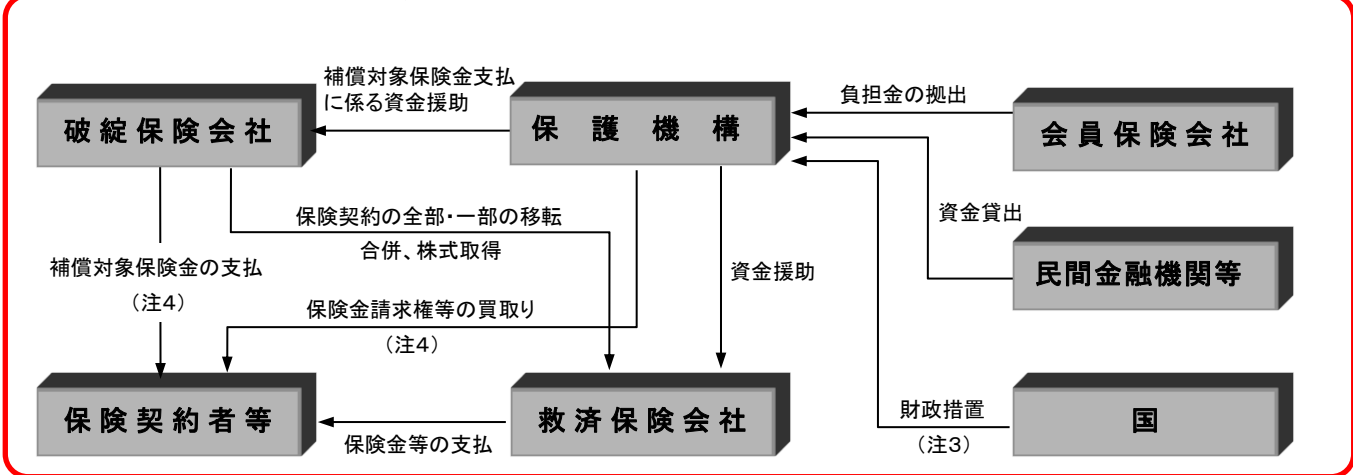 補償対象保険金支払
に係る資金援助
負担金の拠出
破綻保険会社
保護機構
会員保険会社
保険契約の全部・一部の移転
合併、株式取得
資金貸出
補償対象保険金の支払
（注４）
資金援助
民間金融機関等
保険金請求権等の買取り
（注４）
保険契約者等
救済保険会社
財政措置
（注３）
国
保険金等の支払